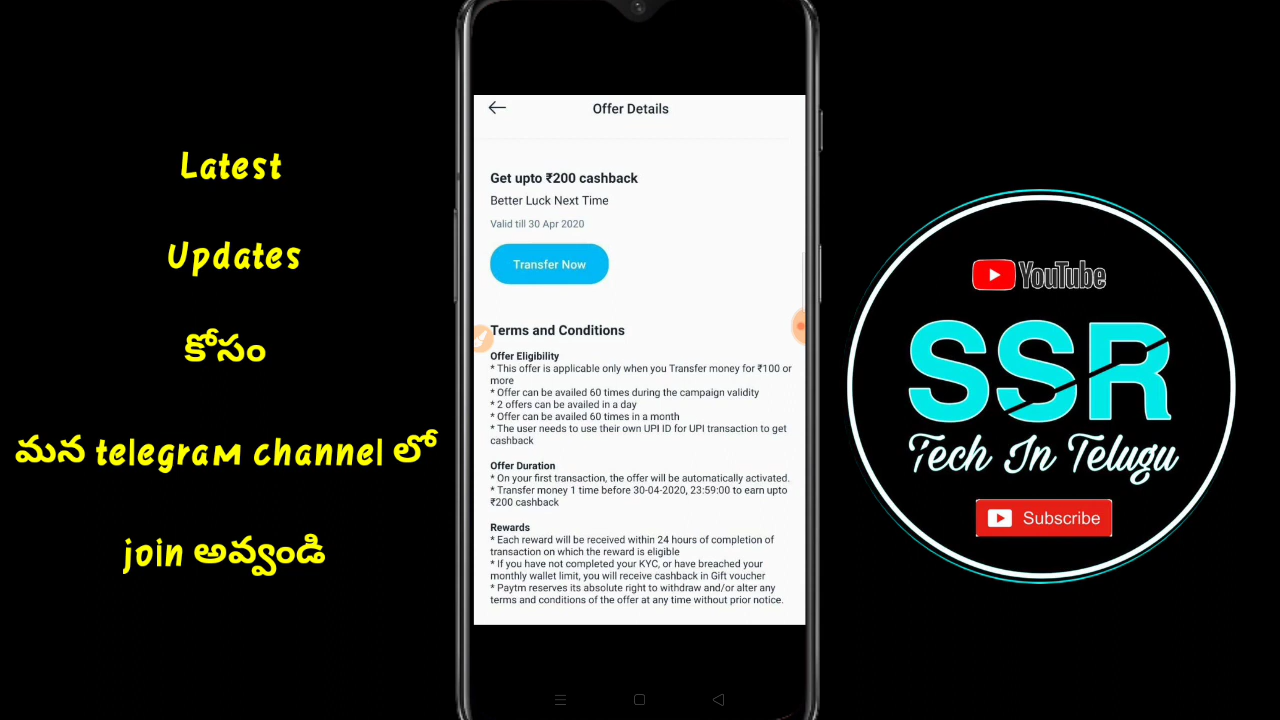 Latest
Updates
కోసం
మన telegram channel లో
join అవ్వండి
Offer Details
Get upto ₹200 cashback
Better Luck Next Time
Valid till 30 Apr 2020
Transfer Now
Terms and Conditions
Offer Eligibility
* This offer is applicable only when you Transfer money for ₹100 or
more
* Offer can be availed 60 times during the campaign validity
* 2 offers can be availed in a day
* Offer can be availed 60 times in a month
* The user needs to use their own UPI ID for UPI transaction to get
cashback
Offer Duration
* On your first transaction, the offer will be automatically activated.
* Transfer money 1 time before 30-04-2020, 23:59:00 to earn upto
₹200 cashback
Rewards
* Each reward will be received within 24 hours of completion of
transaction on which the reward is eligible
* If you have not completed your KYC, or have breached your
monthly wallet limit, you will receive cashback in Gift voucher
* Paytm reserves its absolute right to withdraw and/or alter any
terms and conditions of the offer at any time without prior notice.
YouTube
SSR
Tech In Telugu
Subscribe